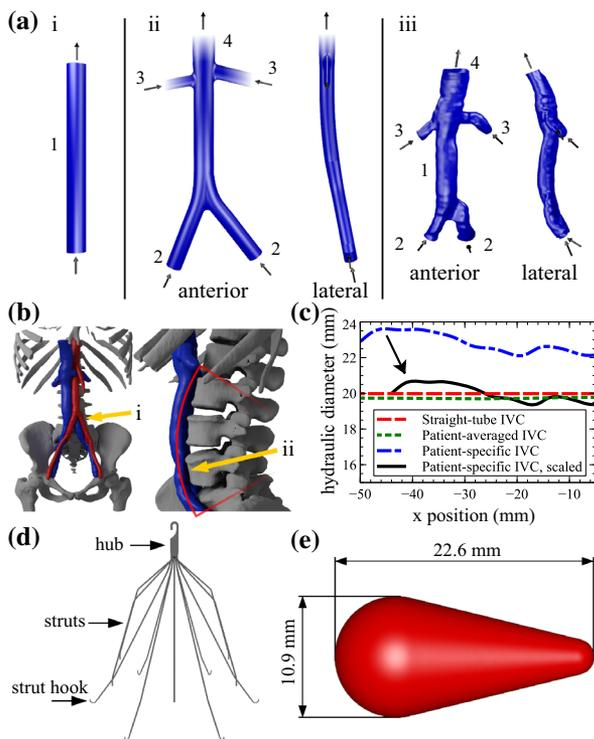 (a)
i
ii
iii
4
3
3
1
2
2
anterior
lateral
4
3
3
1
2
2
anterior
lateral
(b)
i
ii
(c)
hydraulic diameter (mm)
24
22
20
18
16
Straight-tube IVC
Patient-averaged IVC
Patient-specific IVC
Patient-specific IVC, scaled
−50 −40 −30 −20 −10
x position (mm)
(d)
hub
struts
strut hook
(e)
22.6 mm
10.9 mm